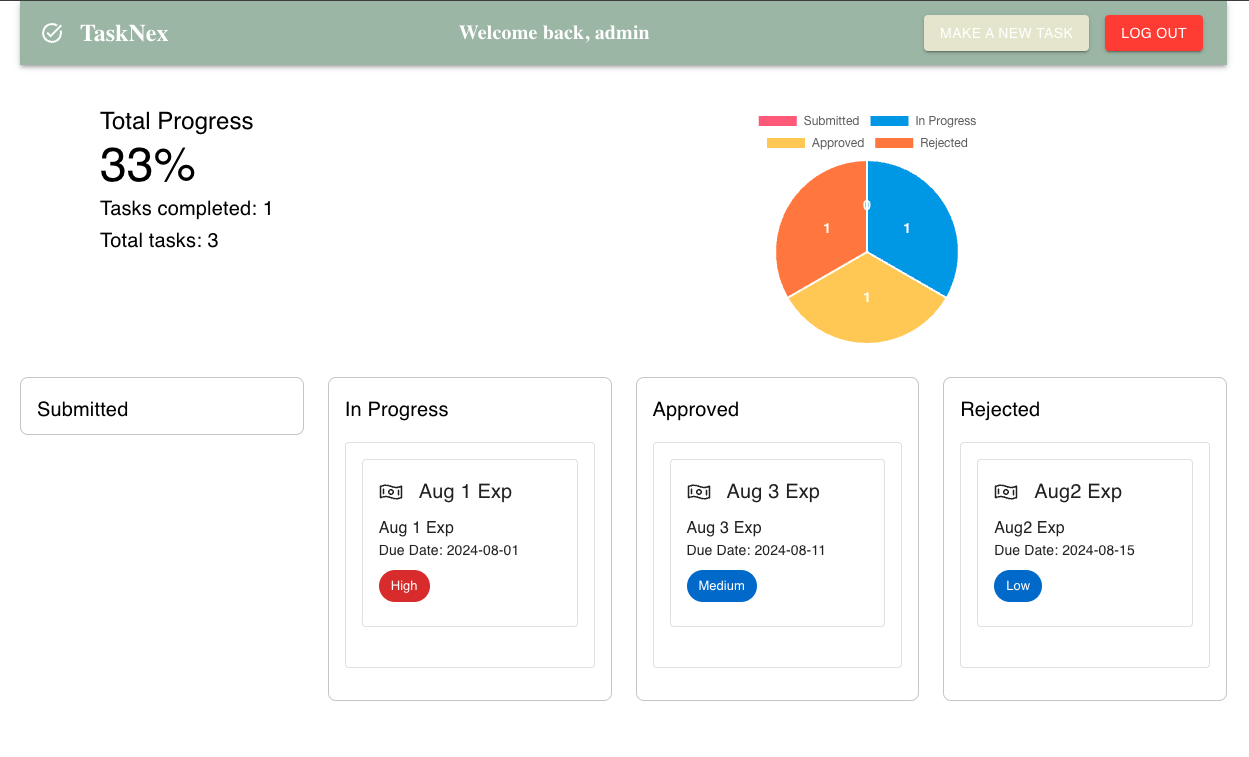 TaskNex
Welcome back, admin
MAKE A NEW TASK
LOG OUT
Total Progress
33%
Tasks completed: 1
Total tasks: 3
Submitted
In Progress
Approved
Rejected
0
1
1
1
Submitted
In Progress
Aug 1 Exp
Aug 1 Exp
Due Date: 2024-08-01
High
Approved
Aug 3 Exp
Aug 3 Exp
Due Date: 2024-08-11
Medium
Rejected
Aug2 Exp
Aug2 Exp
Due Date: 2024-08-15
Low